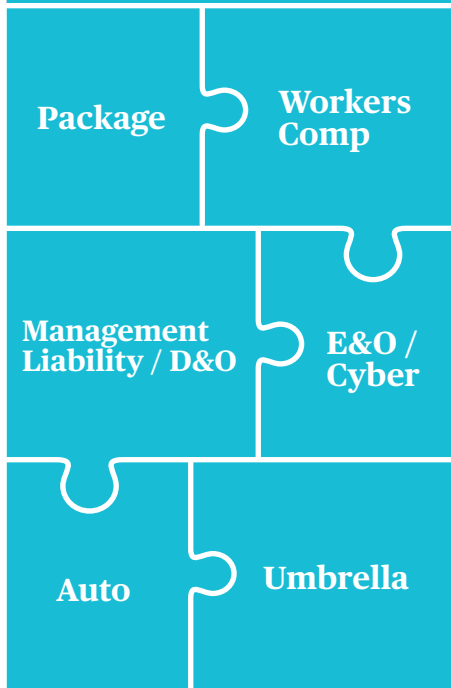 Package
Workers
Comp
Management
Liability / D&O
E&O /
Cyber
Auto
Umbrella